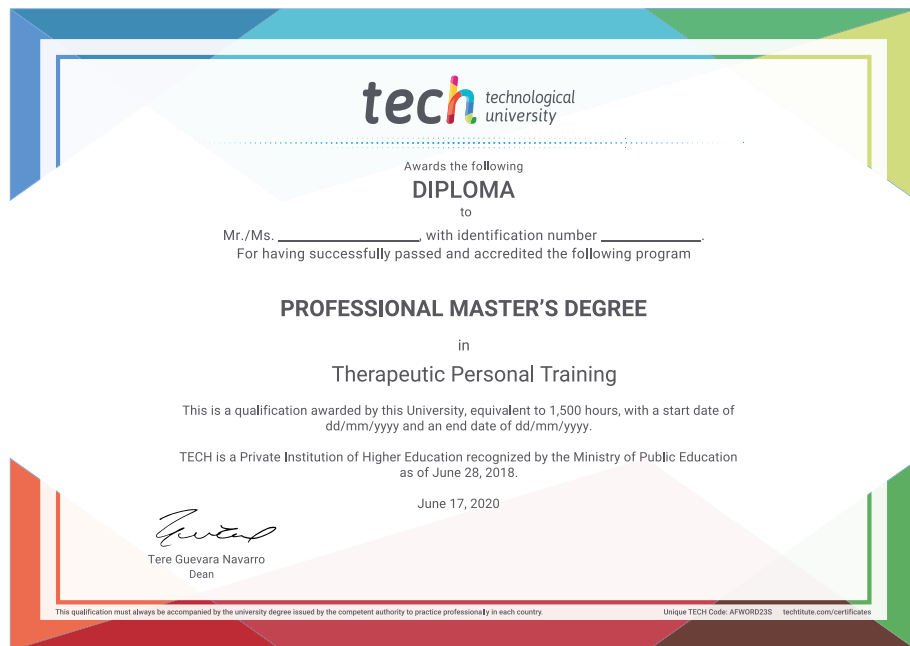 tech technological
university
Awards the following
DIPLOMA
to
Mr./Ms. ________________, with identification number ____________.
For having successfully passed and accredited the following program
PROFESSIONAL MASTER'S DEGREE
in
Therapeutic Personal Training
This is a qualification awarded by this University, equivalent to 1,500 hours, with a start date of
dd/mm/yyyy and an end date of dd/mm/yyyy.
TECH is a Private Institution of Higher Education recognized by the Ministry of Public Education
as of June 28, 2018.
June 17, 2020
Tere Guevara Navarro
Dean
This qualification must always be accompanied by the university degree issued by the competent authority to practice professionally in each country. Unique TECH Code: AFWORD23S techtitute.com/certificates